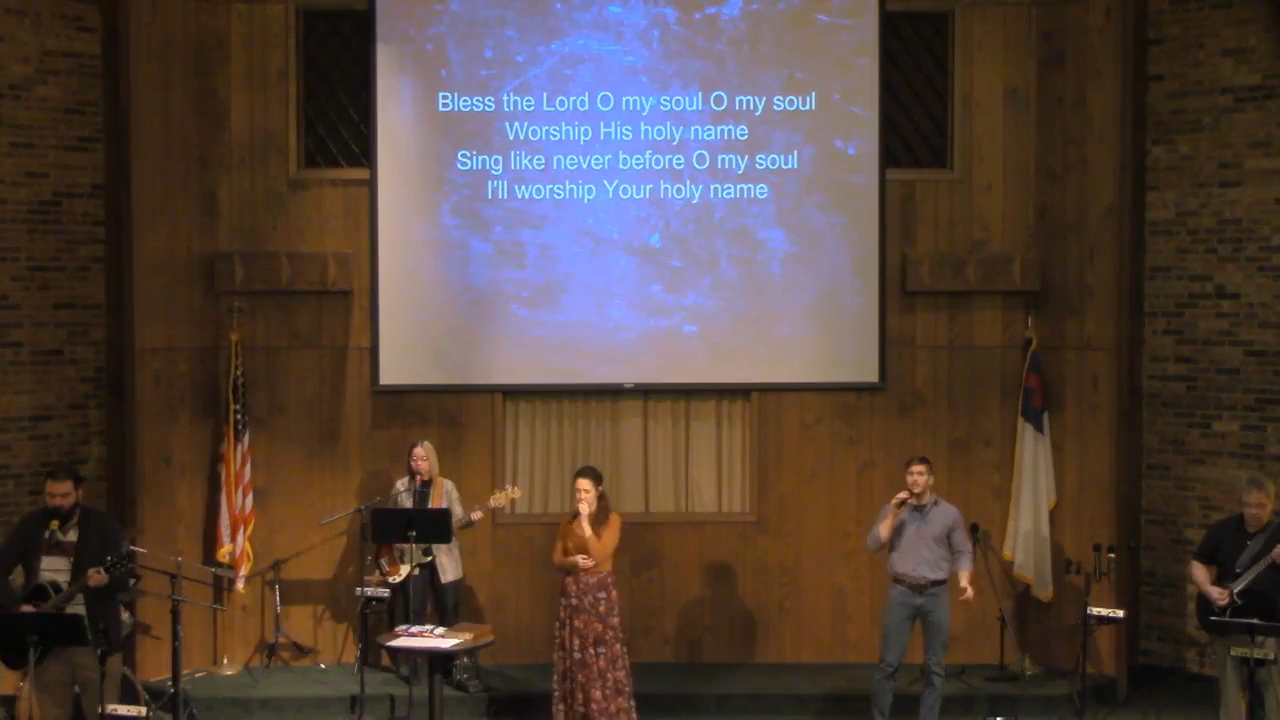 Bless the Lord O my soul O my soul
Worship His holy name
Sing like never before O my soul
I'll worship Your holy name